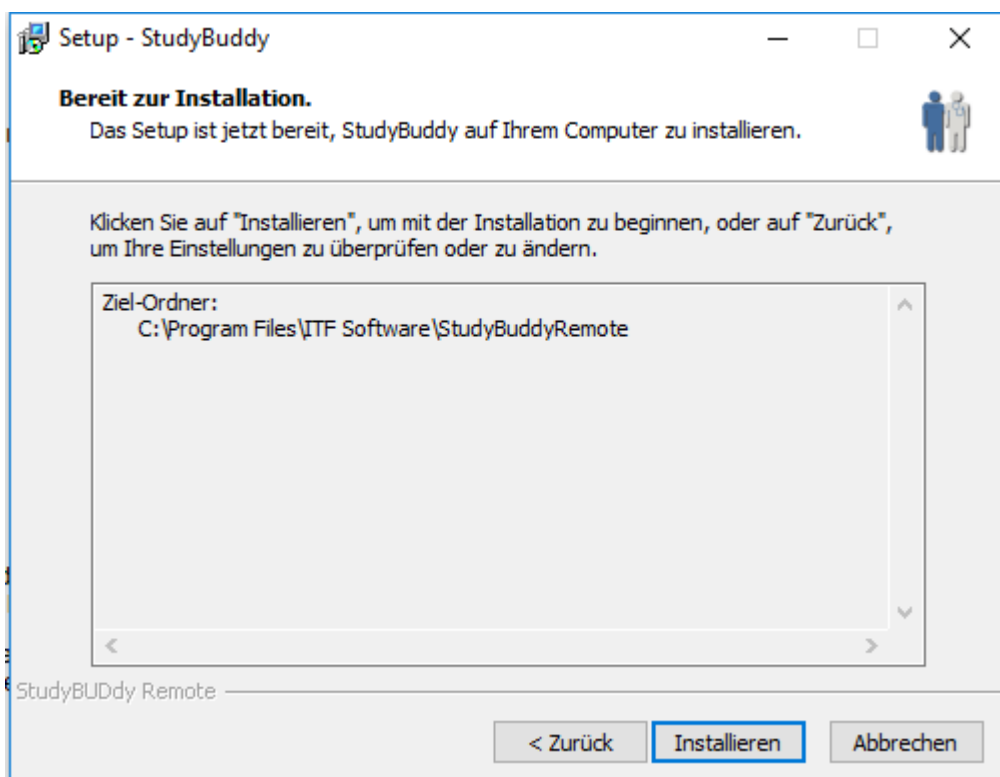 Setup - StudyBuddy
Bereit zur Installation.
Das Setup ist jetzt bereit, StudyBuddy auf Ihrem Computer zu installieren.
Klicken Sie auf "Installieren", um mit der Installation zu beginnen, oder auf "Zurück",
um Ihre Einstellungen zu überprüfen oder zu ändern.
Ziel-Ordner:
C:\Program Files\ITF Software\StudyBuddyRemote
StudyBUDdy Remote
< Zurück
Installieren
Abbrechen